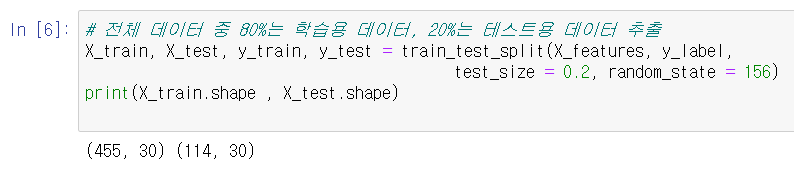 In [6]: # 전체 데이터 중 80%는 학습용 데이터, 20%는 테스트용 데이터 추출
X_train, X_test, y_train, y_test = train_test_split(X_features, y_label,
test_size = 0.2, random_state = 156)
print(X_train.shape , X_test.shape)
(455, 30) (114, 30)